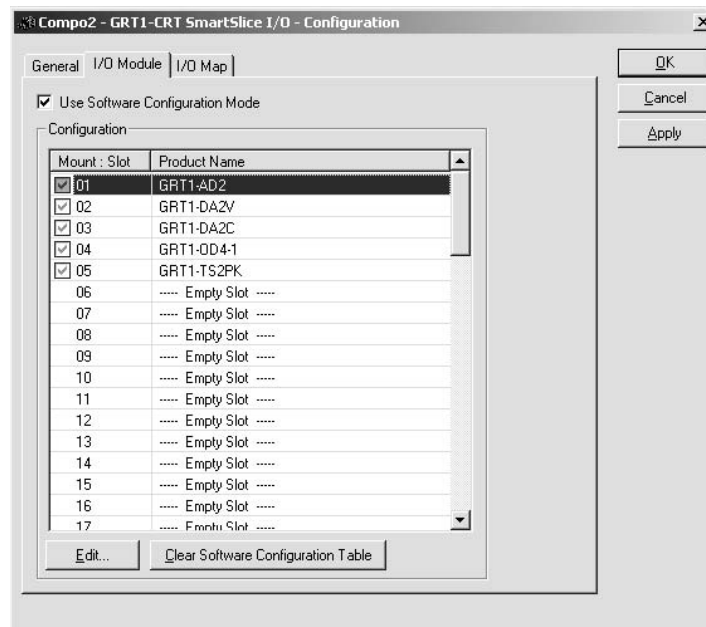 Compo2 - GRT1-CRT SmartSlice I/O - Configuration
General I/O Module I/O Map
OK
Cancel
Apply
Use Software Configuration Mode
Configuration
Mount : Slot Product Name
01 GRT1-AD2
02 GRT1-DA2V
03 GRT1-DA2C
04 GRT1-OD4-1
05 GRT1-TS2PK
06 ----- Empty Slot -----
07 ----- Empty Slot -----
08 ----- Empty Slot -----
09 ----- Empty Slot -----
10 ----- Empty Slot -----
11 ----- Empty Slot -----
12 ----- Empty Slot -----
13 ----- Empty Slot -----
14 ----- Empty Slot -----
15 ----- Empty Slot -----
16 ----- Empty Slot -----
17 ----- Empty Slot -----
Edit... Clear Software Configuration Table